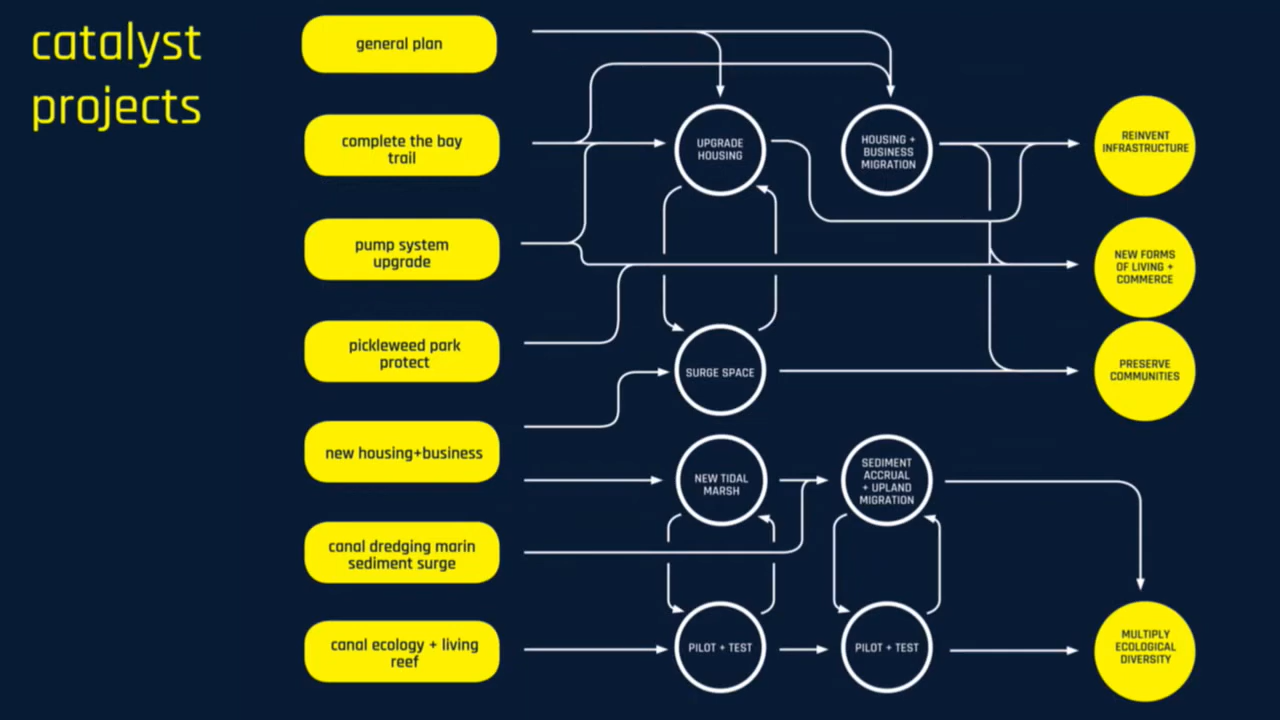 catalyst
projects
general plan
complete the bay
trail
pump system
upgrade
pickleweed park
protect
new housing+business
canal dredging marin
sediment surge
canal ecology + living
reef
UPGRADE
HOUSING
HOUSING +
BUSINESS
MIGRATION
SURGE SPACE
NEW TIDAL
MARSH
SEDIMENT
ACCRUAL
+ UPLAND
MIGRATION
PILOT + TEST
PILOT + TEST
REINVENT
INFRASTRUCTURE
NEW FORMS
OF LIVING +
COMMERCE
PRESERVE
COMMUNITIES
MULTIPLY
ECOLOGICAL
DIVERSITY